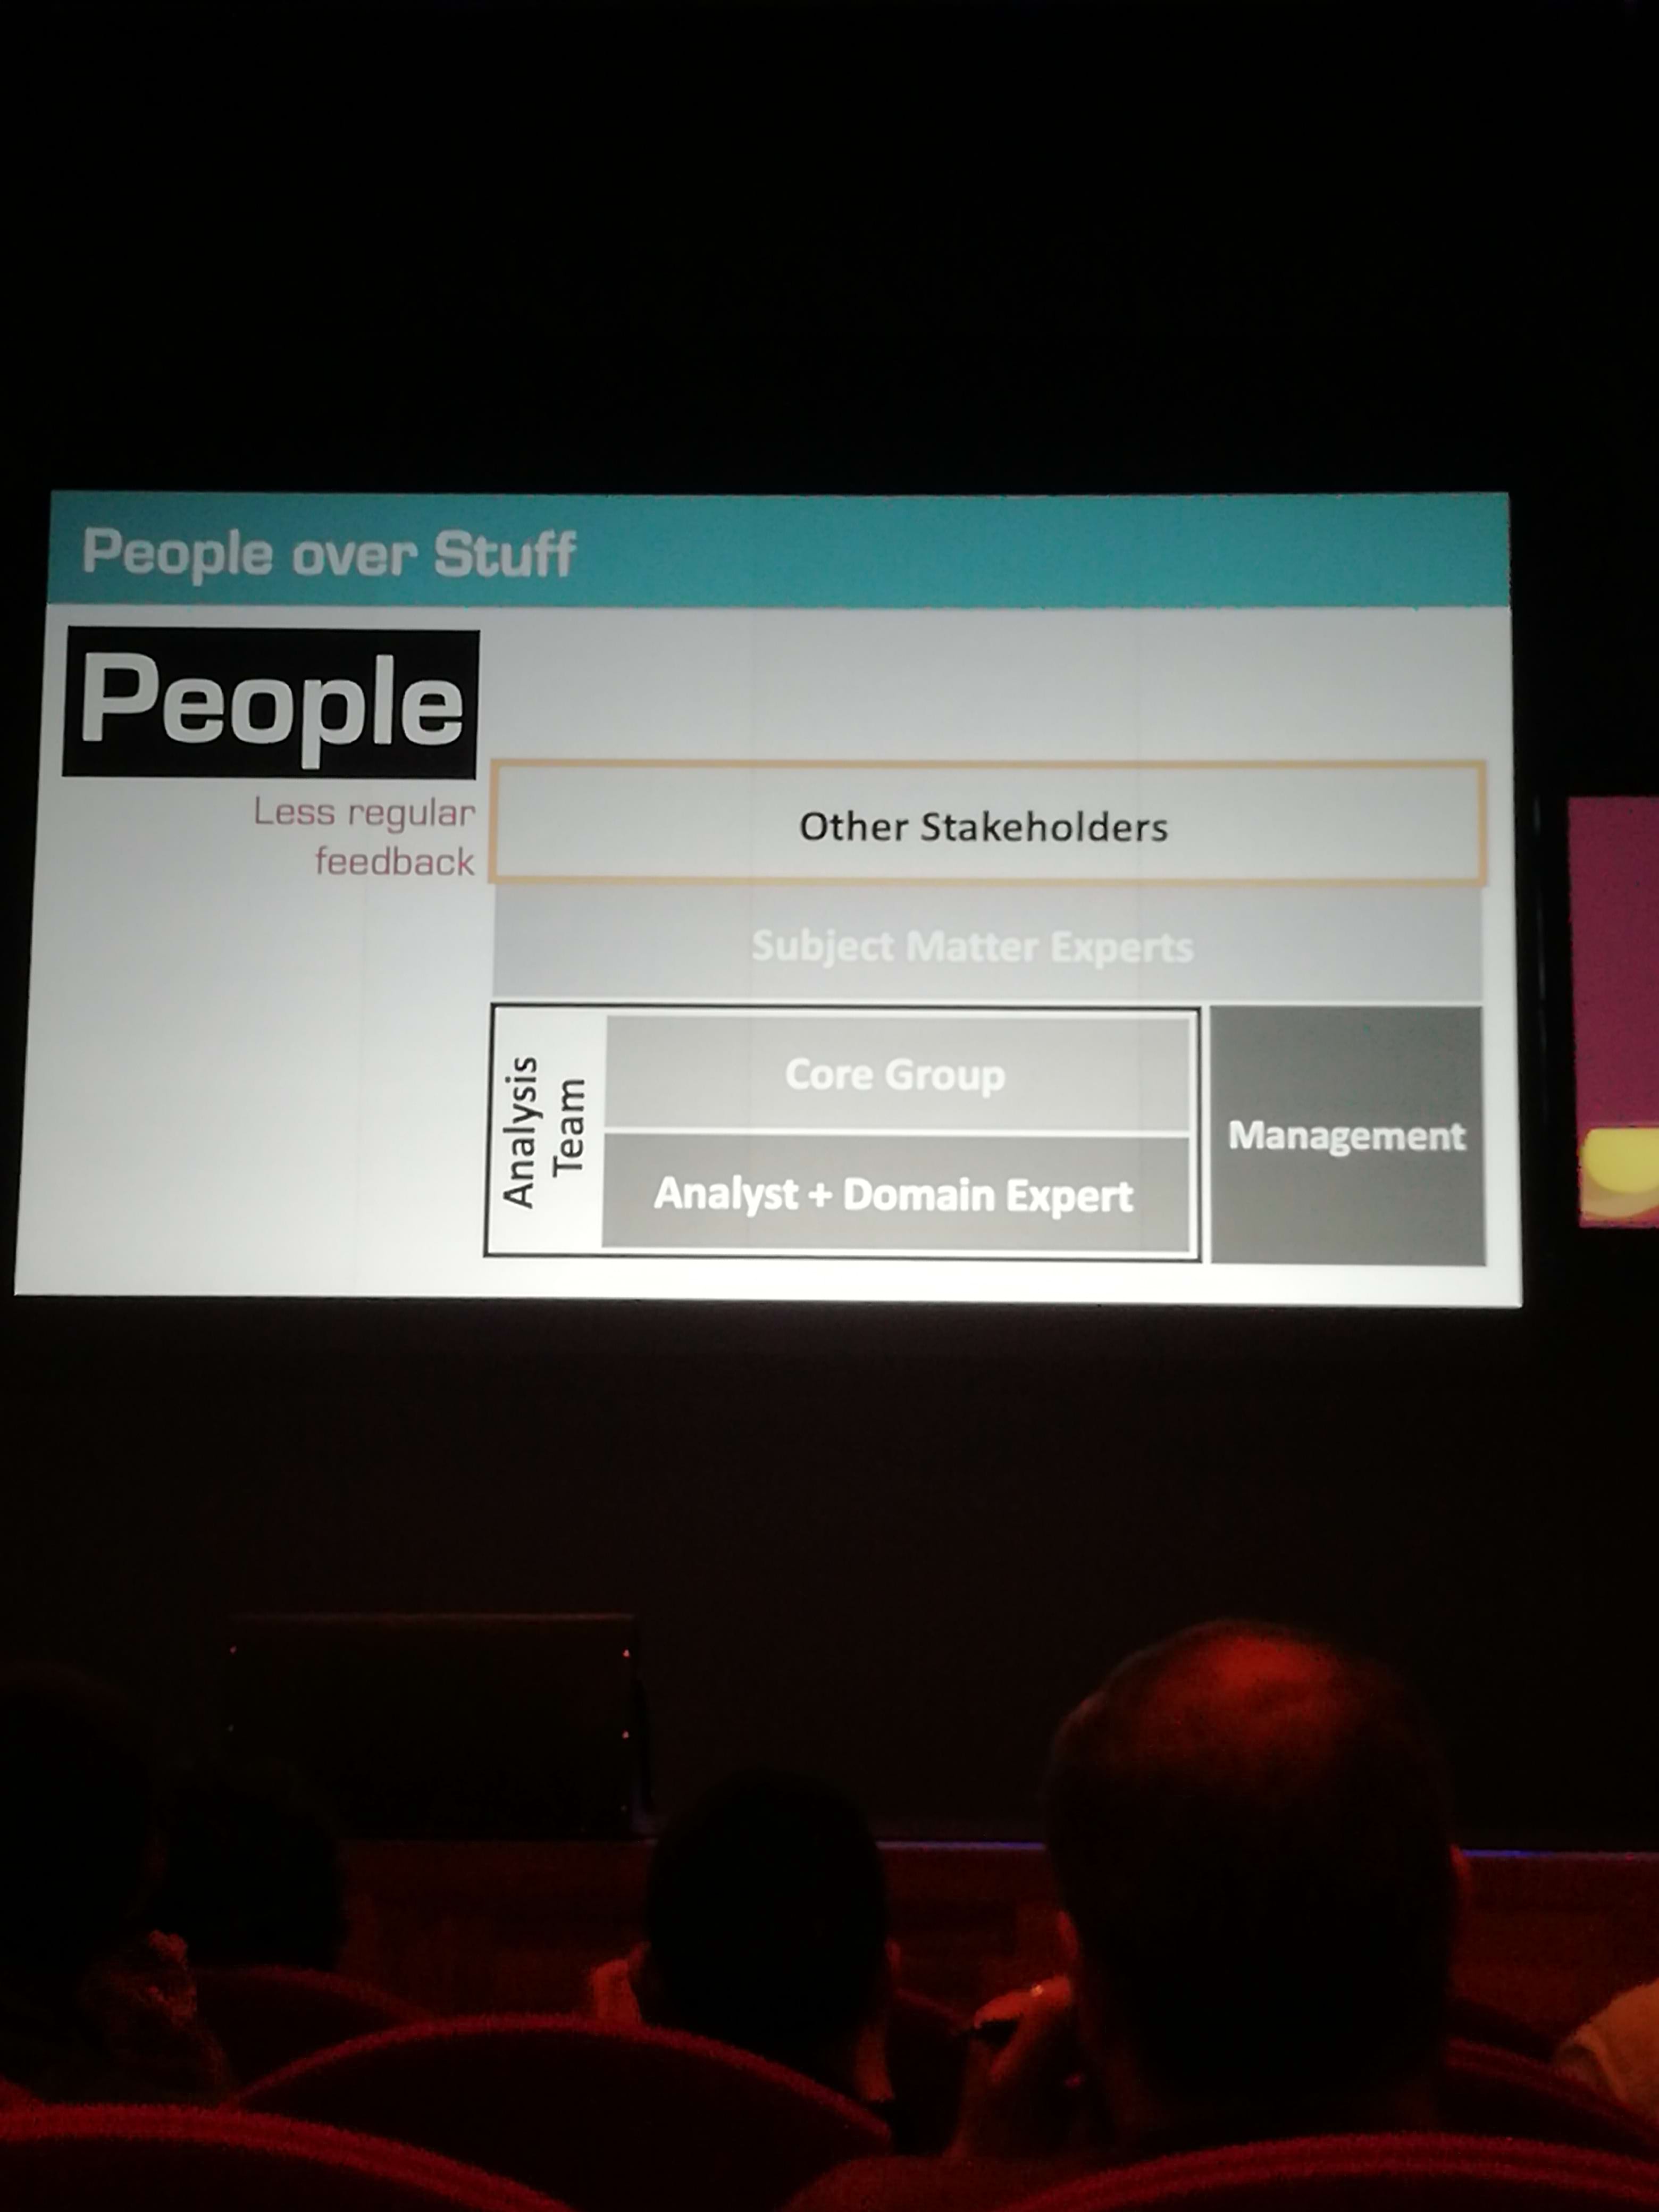 People over Stuff
People
Less regular
feedback
Other Stakeholders
Subject Matter Experts
Analysis
Team
Core Group
Analyst + Domain Expert
Management